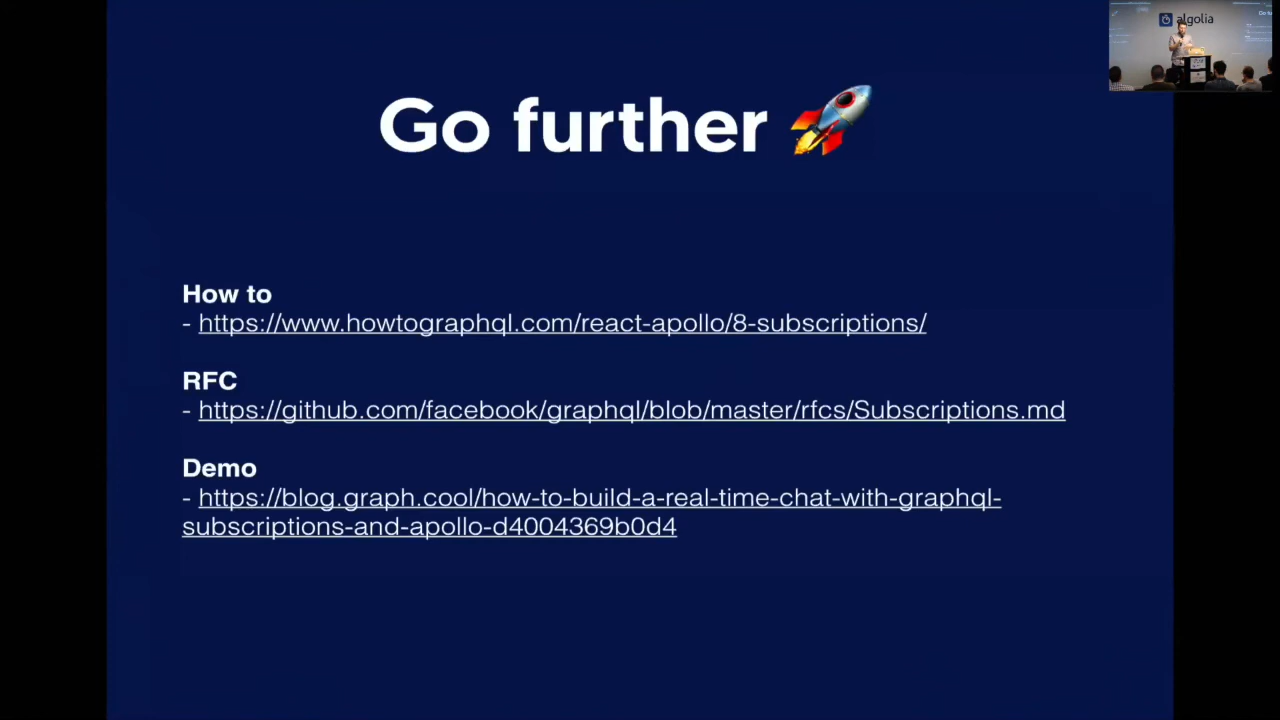 algolia
Go further 🚀
How to
- https://www.howtographql.com/react-apollo/8-subscriptions/
RFC
- https://github.com/facebook/graphql/blob/master/rfcs/Subscriptions.md
Demo
- https://blog.graph.cool/how-to-build-a-real-time-chat-with-graphql-
subscriptions-and-apollo-d4004369b0d4